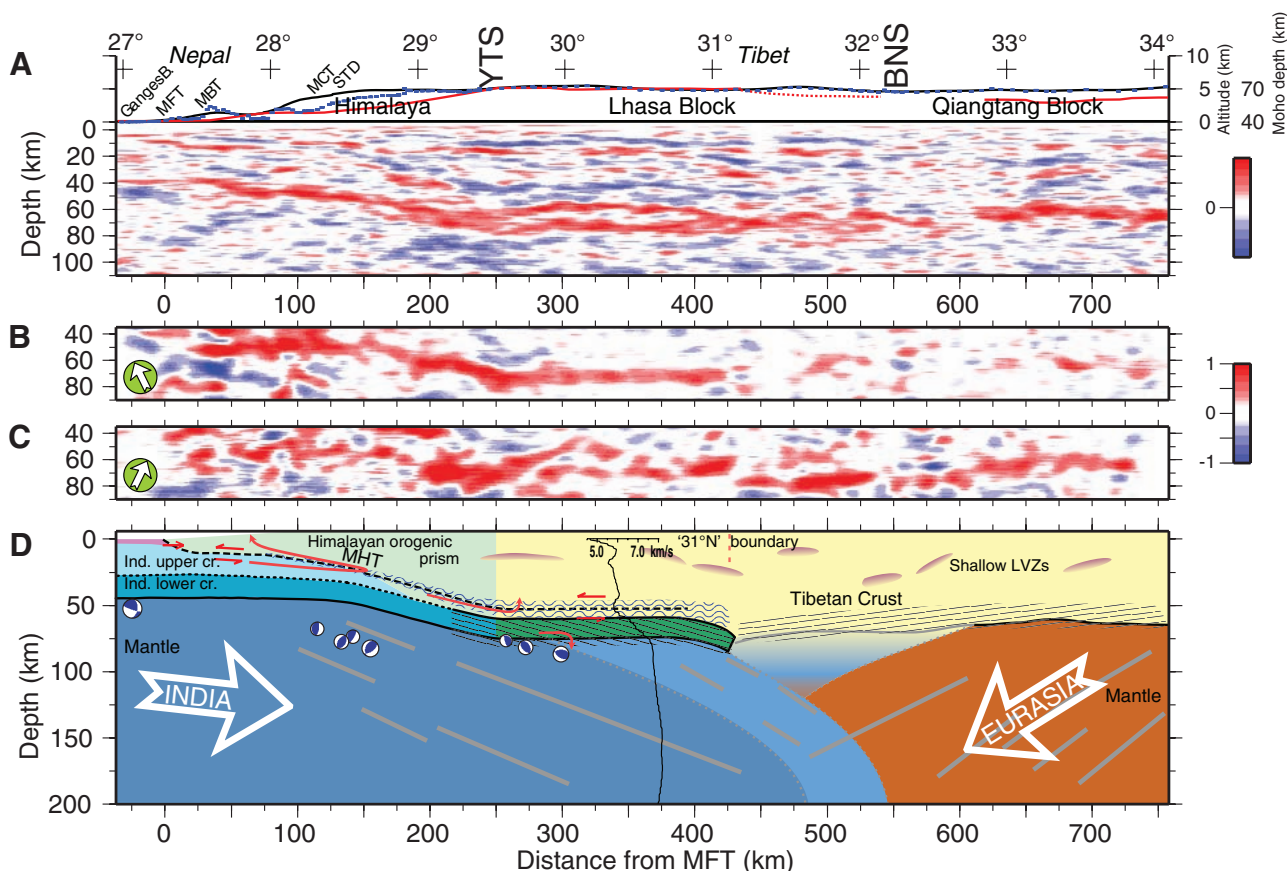 27° Nepal 28° 29° YTS 30° 31° Tibet 32° BNS 33° 34°
A
GangesB. MFT MBT MCT STD
Himalaya Lhasa Block Qiangtang Block
10
5
0
Altitude (km)
70
40
Moho depth (km)
0
20
40
60
80
100
Depth (km)
0
0 100 200 300 400 500 600 700
B
40
60
80
C
40
60
80
1
0
-1
D
0
50
100
150
200
Depth (km)
Himalayan orogenic
prism
MHT
5.0 7.0 km/s
'31°N' boundary
Shallow LVZs
Ind. upper cr.
Ind. lower cr.
Tibetan Crust
Mantle
INDIA
EURASIA
Mantle
0 100 200 300 400 500 600 700
Distance from MFT (km)